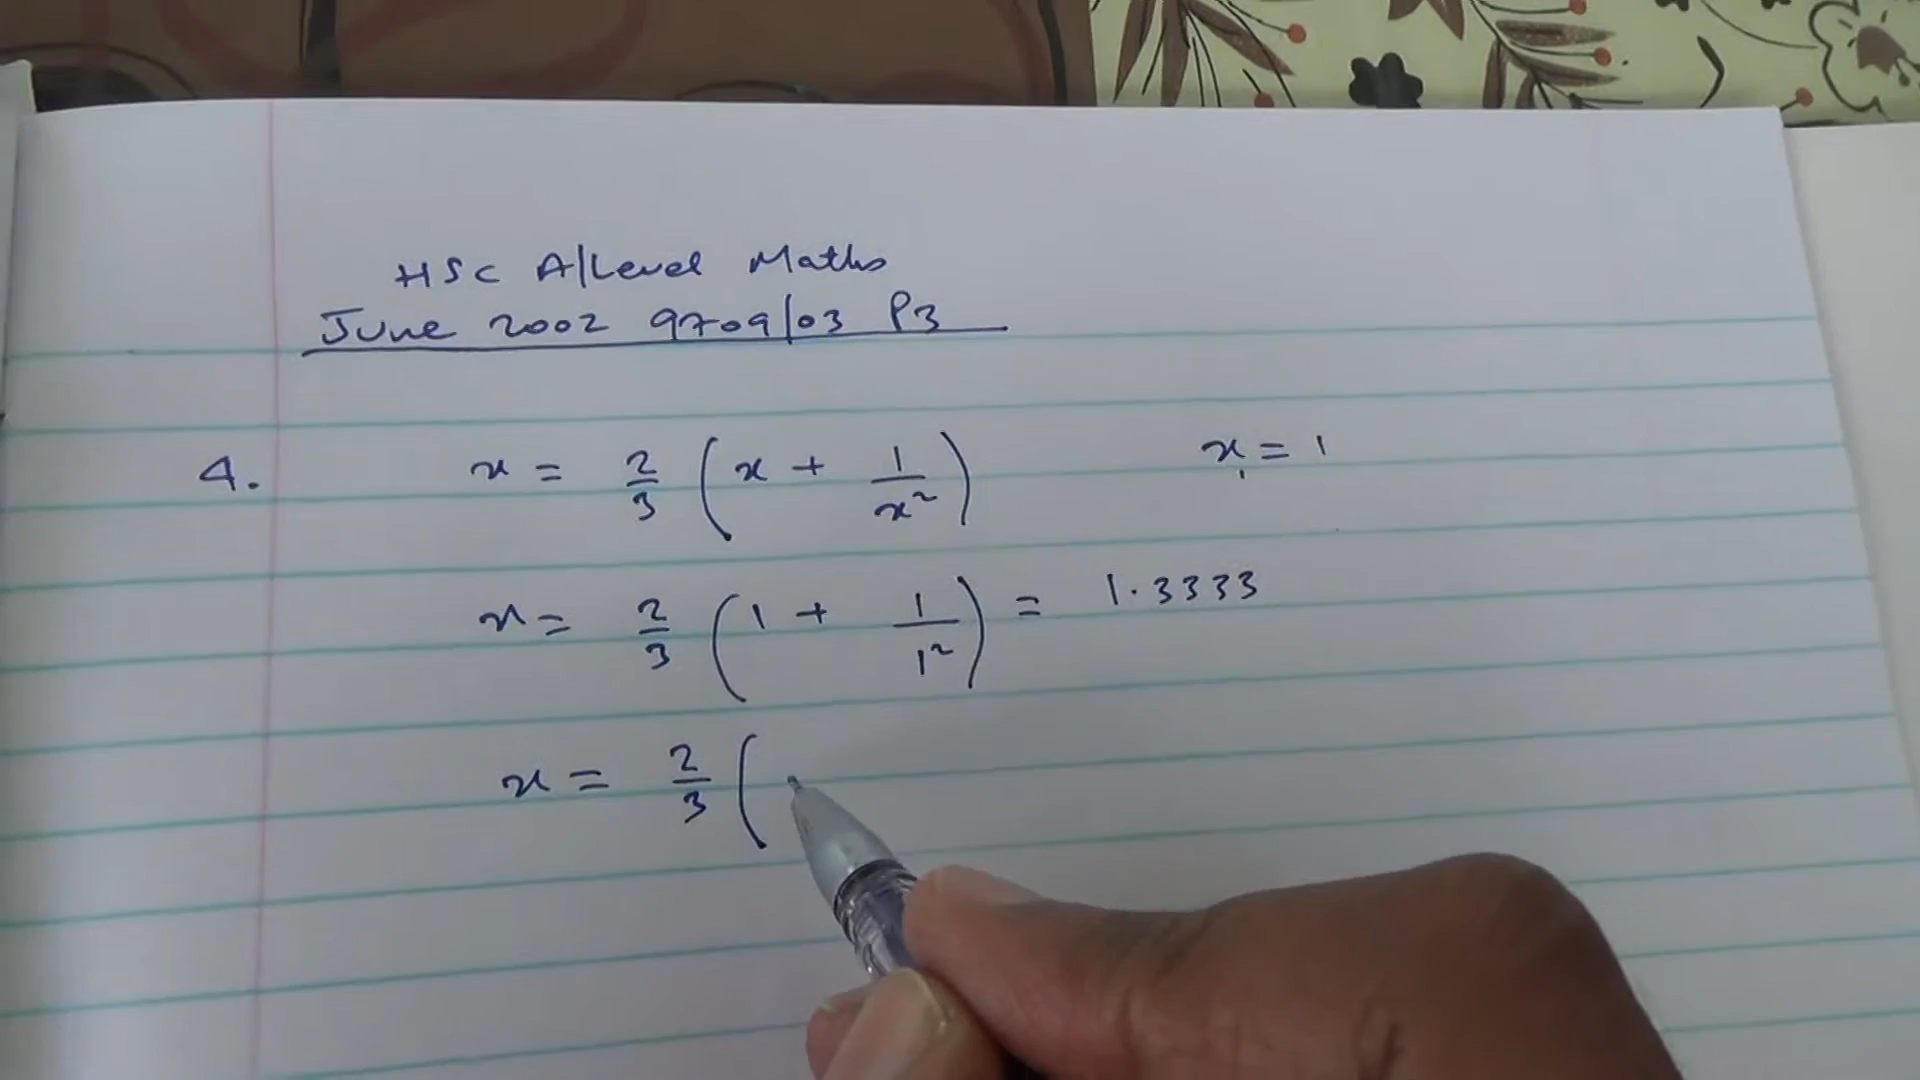 HSC A/Level Maths
June 2002 9709/03 P3
4. x = 2/3 (x + 1/x²) x₁ = 1
x = 2/3 (1 + 1/1²) = 1.3333
x = 2/3 (